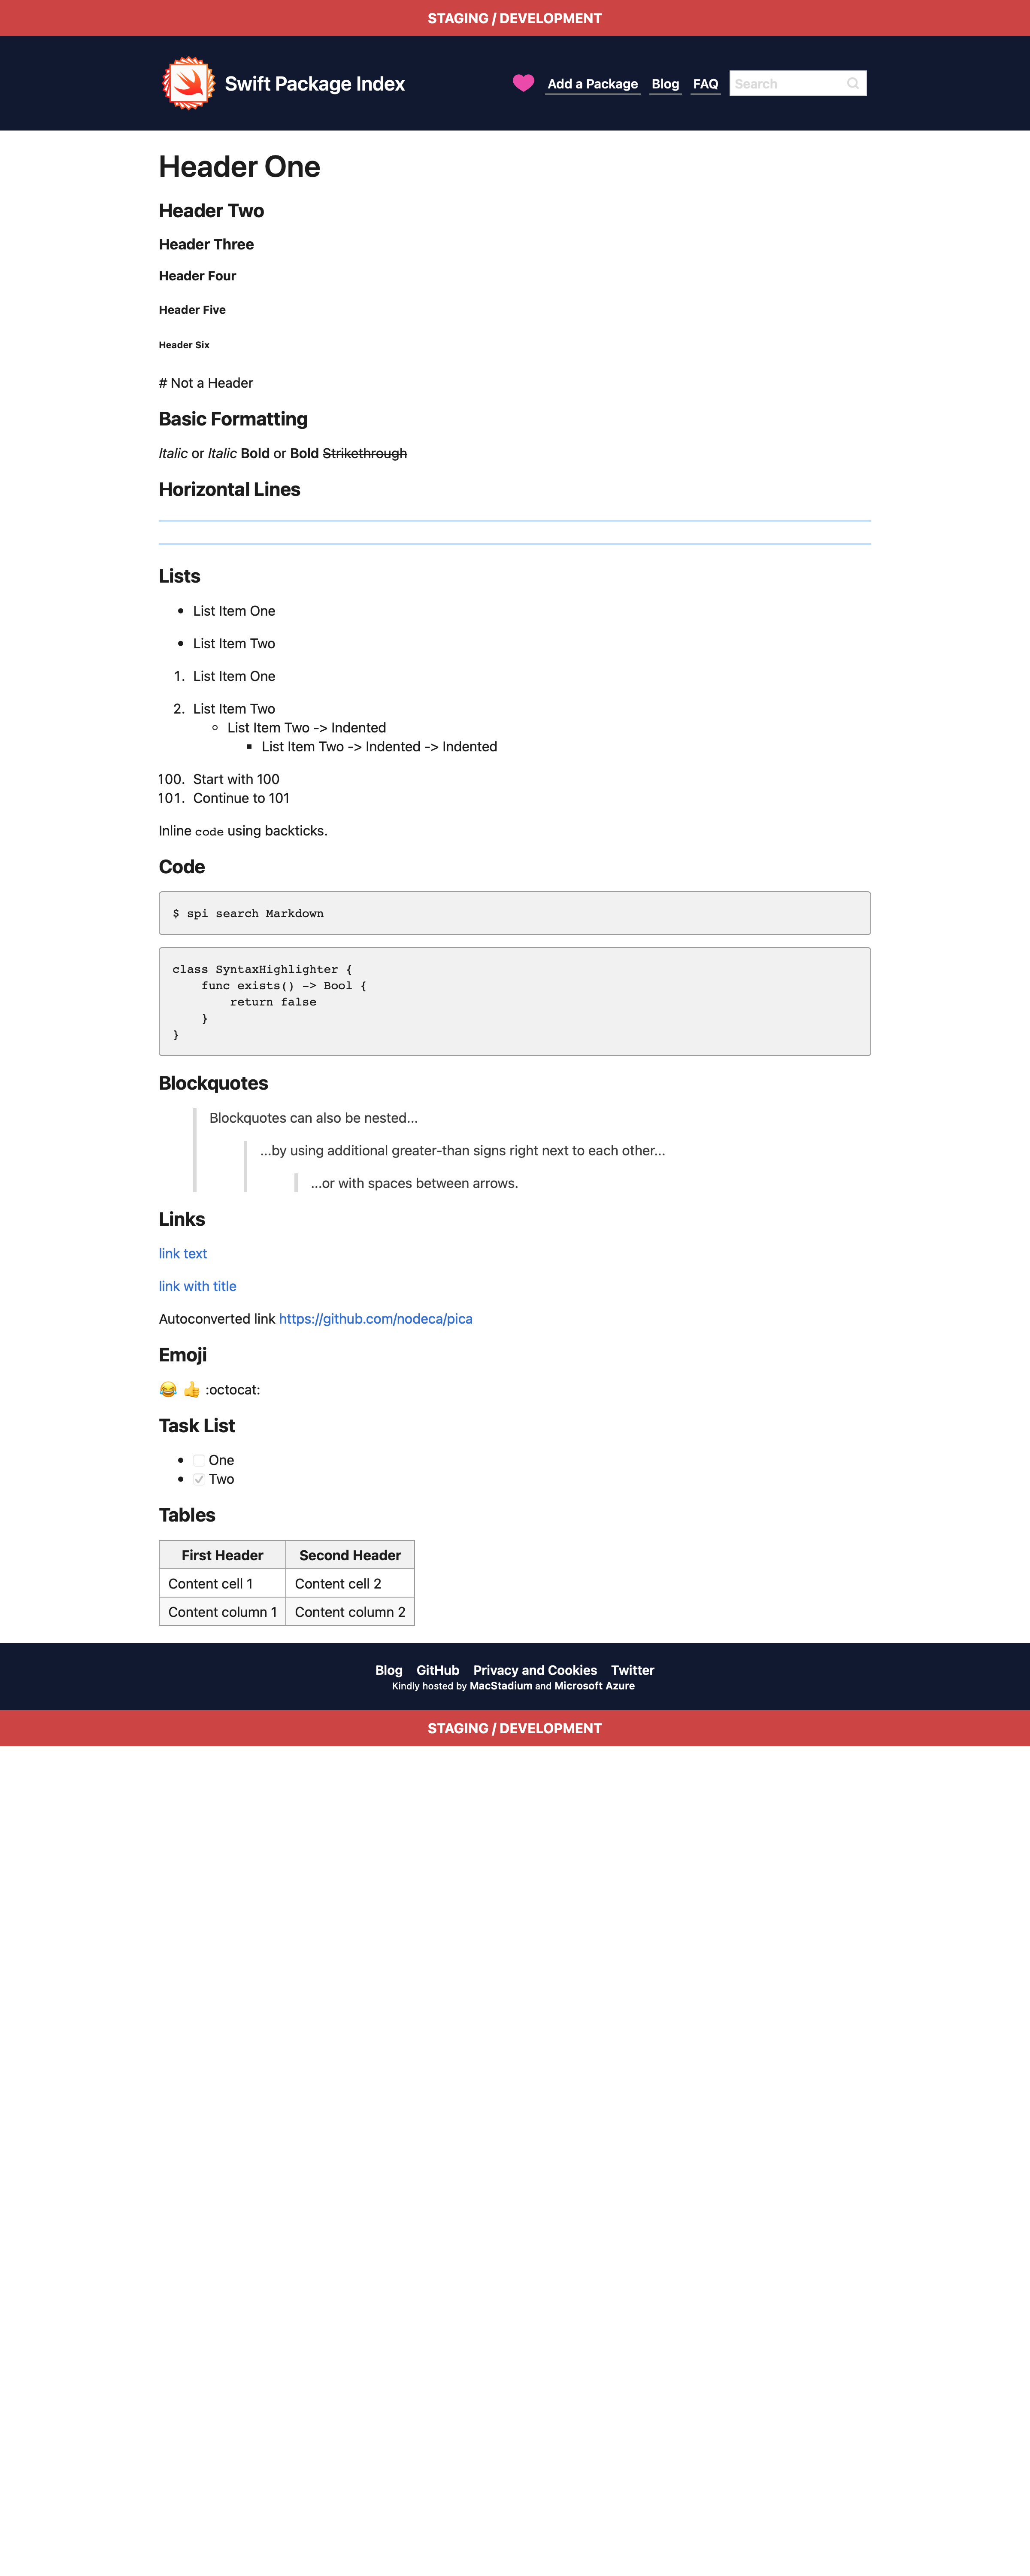 STAGING / DEVELOPMENT
Swift Package Index
Add a Package Blog FAQ Search
Header One
Header Two
Header Three
Header Four
Header Five
Header Six
# Not a Header
Basic Formatting
Italic or Italic Bold or Bold Strikethrough
Horizontal Lines
Lists
• List Item One
• List Item Two
1. List Item One
2. List Item Two
◦ List Item Two -> Indented
▪ List Item Two -> Indented -> Indented
100. Start with 100
101. Continue to 101
Inline code using backticks.
Code
$ spi search Markdown
class SyntaxHighlighter {
    func exists() -> Bool {
        return false
    }
}
Blockquotes
Blockquotes can also be nested...
...by using additional greater-than signs right next to each other...
...or with spaces between arrows.
Links
link text
link with title
Autoconverted link https://github.com/nodeca/pica
Emoji
😂 👍 :octocat:
Task List
• One
• Two
Tables
First Header Second Header
Content cell 1 Content cell 2
Content column 1 Content column 2
Blog GitHub Privacy and Cookies Twitter
Kindly hosted by MacStadium and Microsoft Azure
STAGING / DEVELOPMENT